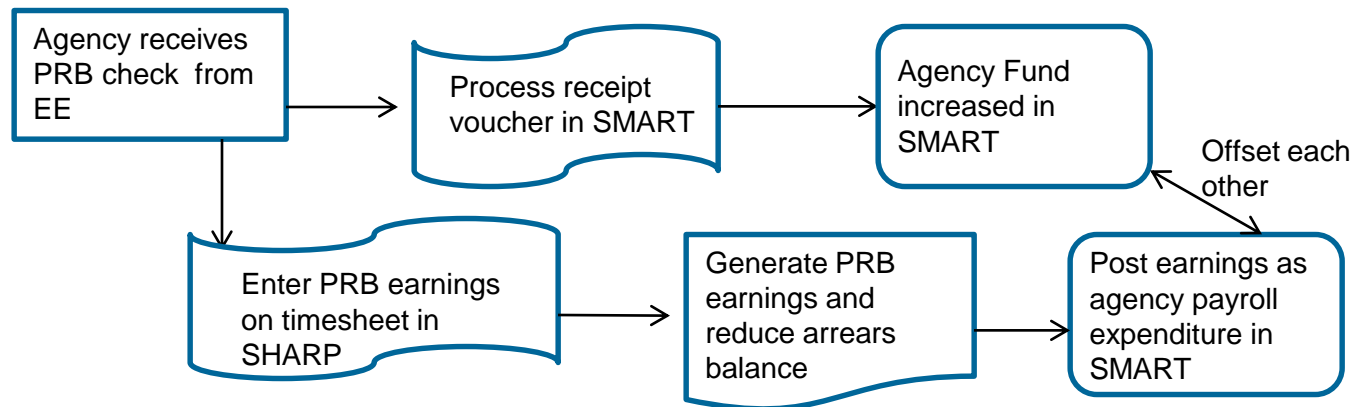 Agency receives
PRB check  from
EE
Process receipt
voucher in SMART
Agency Fund
increased in
SMART
Offset each
other
Enter PRB earnings
on timesheet in
SHARP
Generate PRB
earnings and
reduce arrears
balance
Post earnings as
agency payroll
expenditure in
SMART